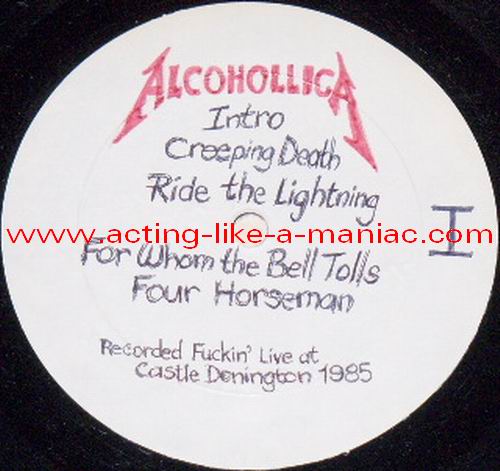 ALCOHOLLICA
Intro
Creeping Death
Ride the Lightning
I
www.acting-like-a-maniac.com
For Whom the Bell Tolls
Four Horseman
Recorded Fuckin' Live at
Castle Donington 1985